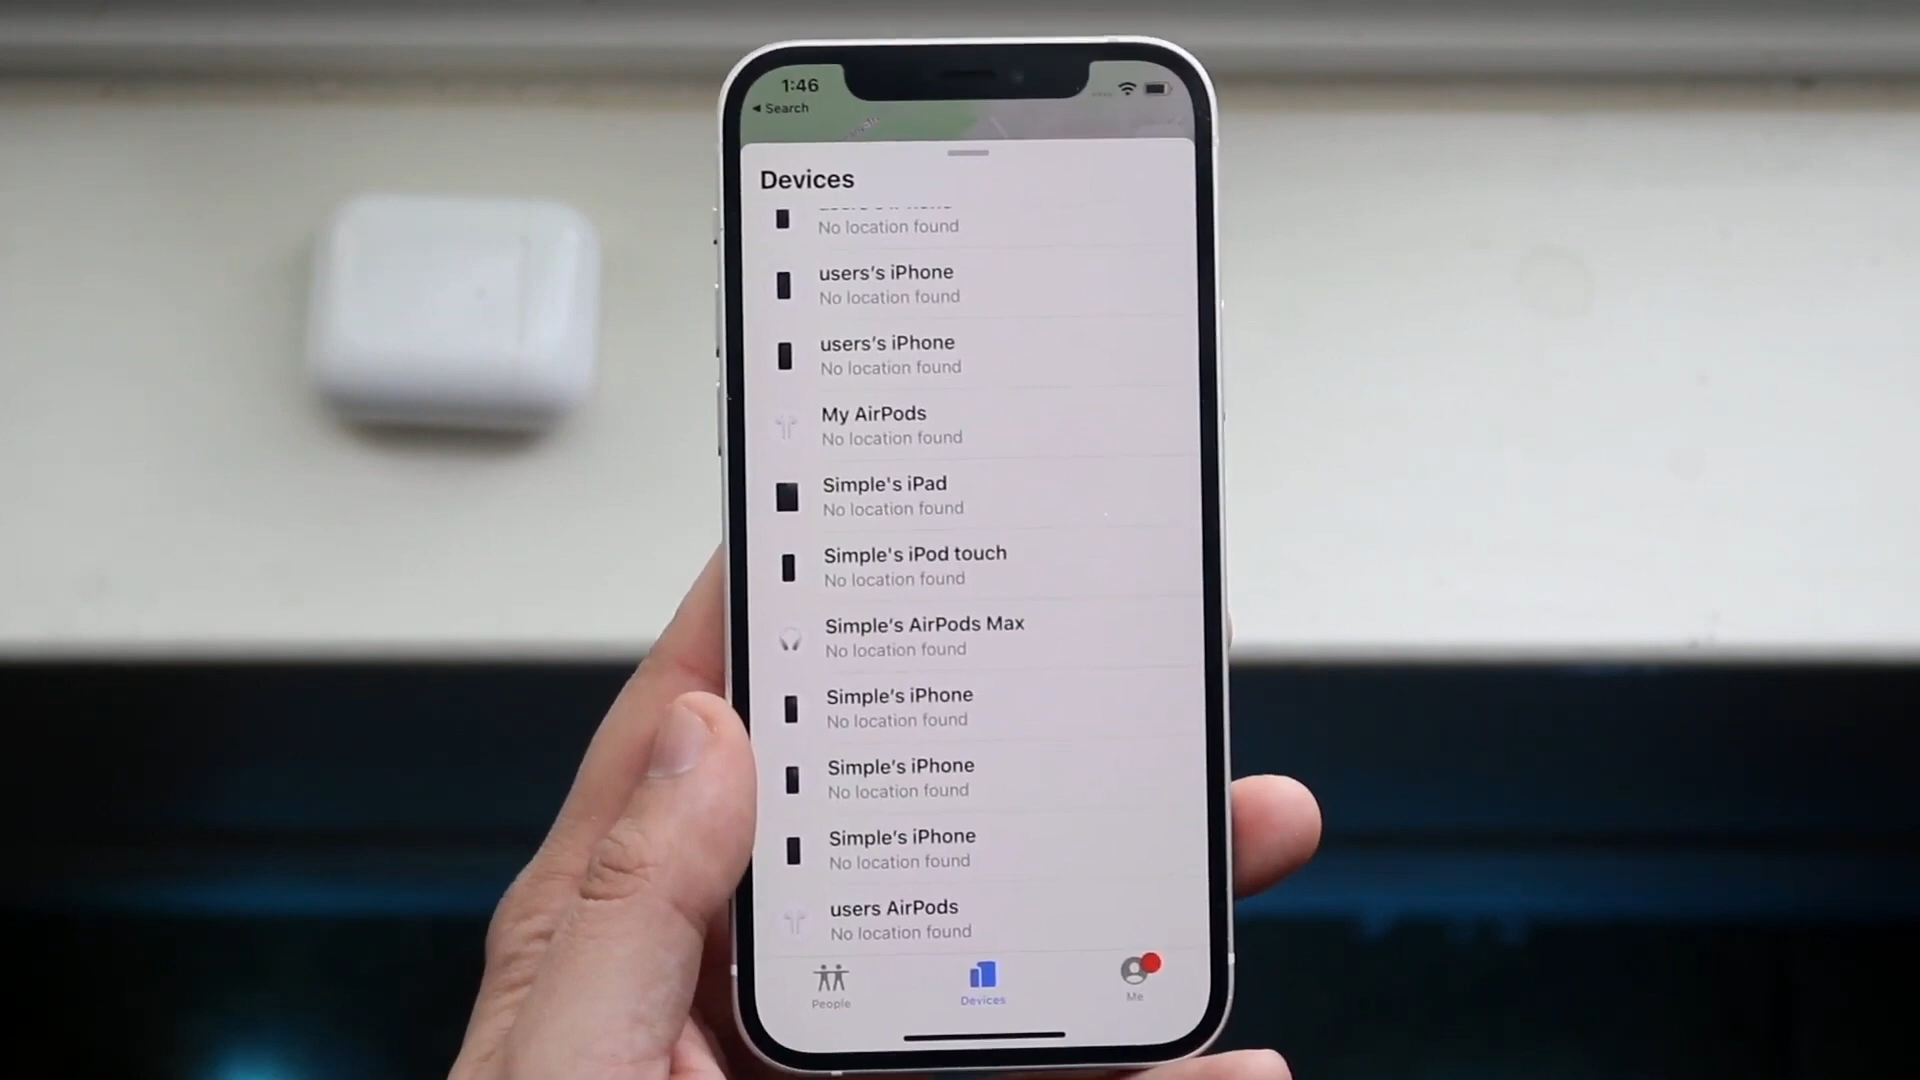 1:46
◀ Search
Devices
No location found
users's iPhone
No location found
users's iPhone
No location found
My AirPods
No location found
Simple's iPad
No location found
Simple's iPod touch
No location found
Simple's AirPods Max
No location found
Simple's iPhone
No location found
Simple's iPhone
No location found
Simple's iPhone
No location found
users AirPods
No location found
People
Devices
Me